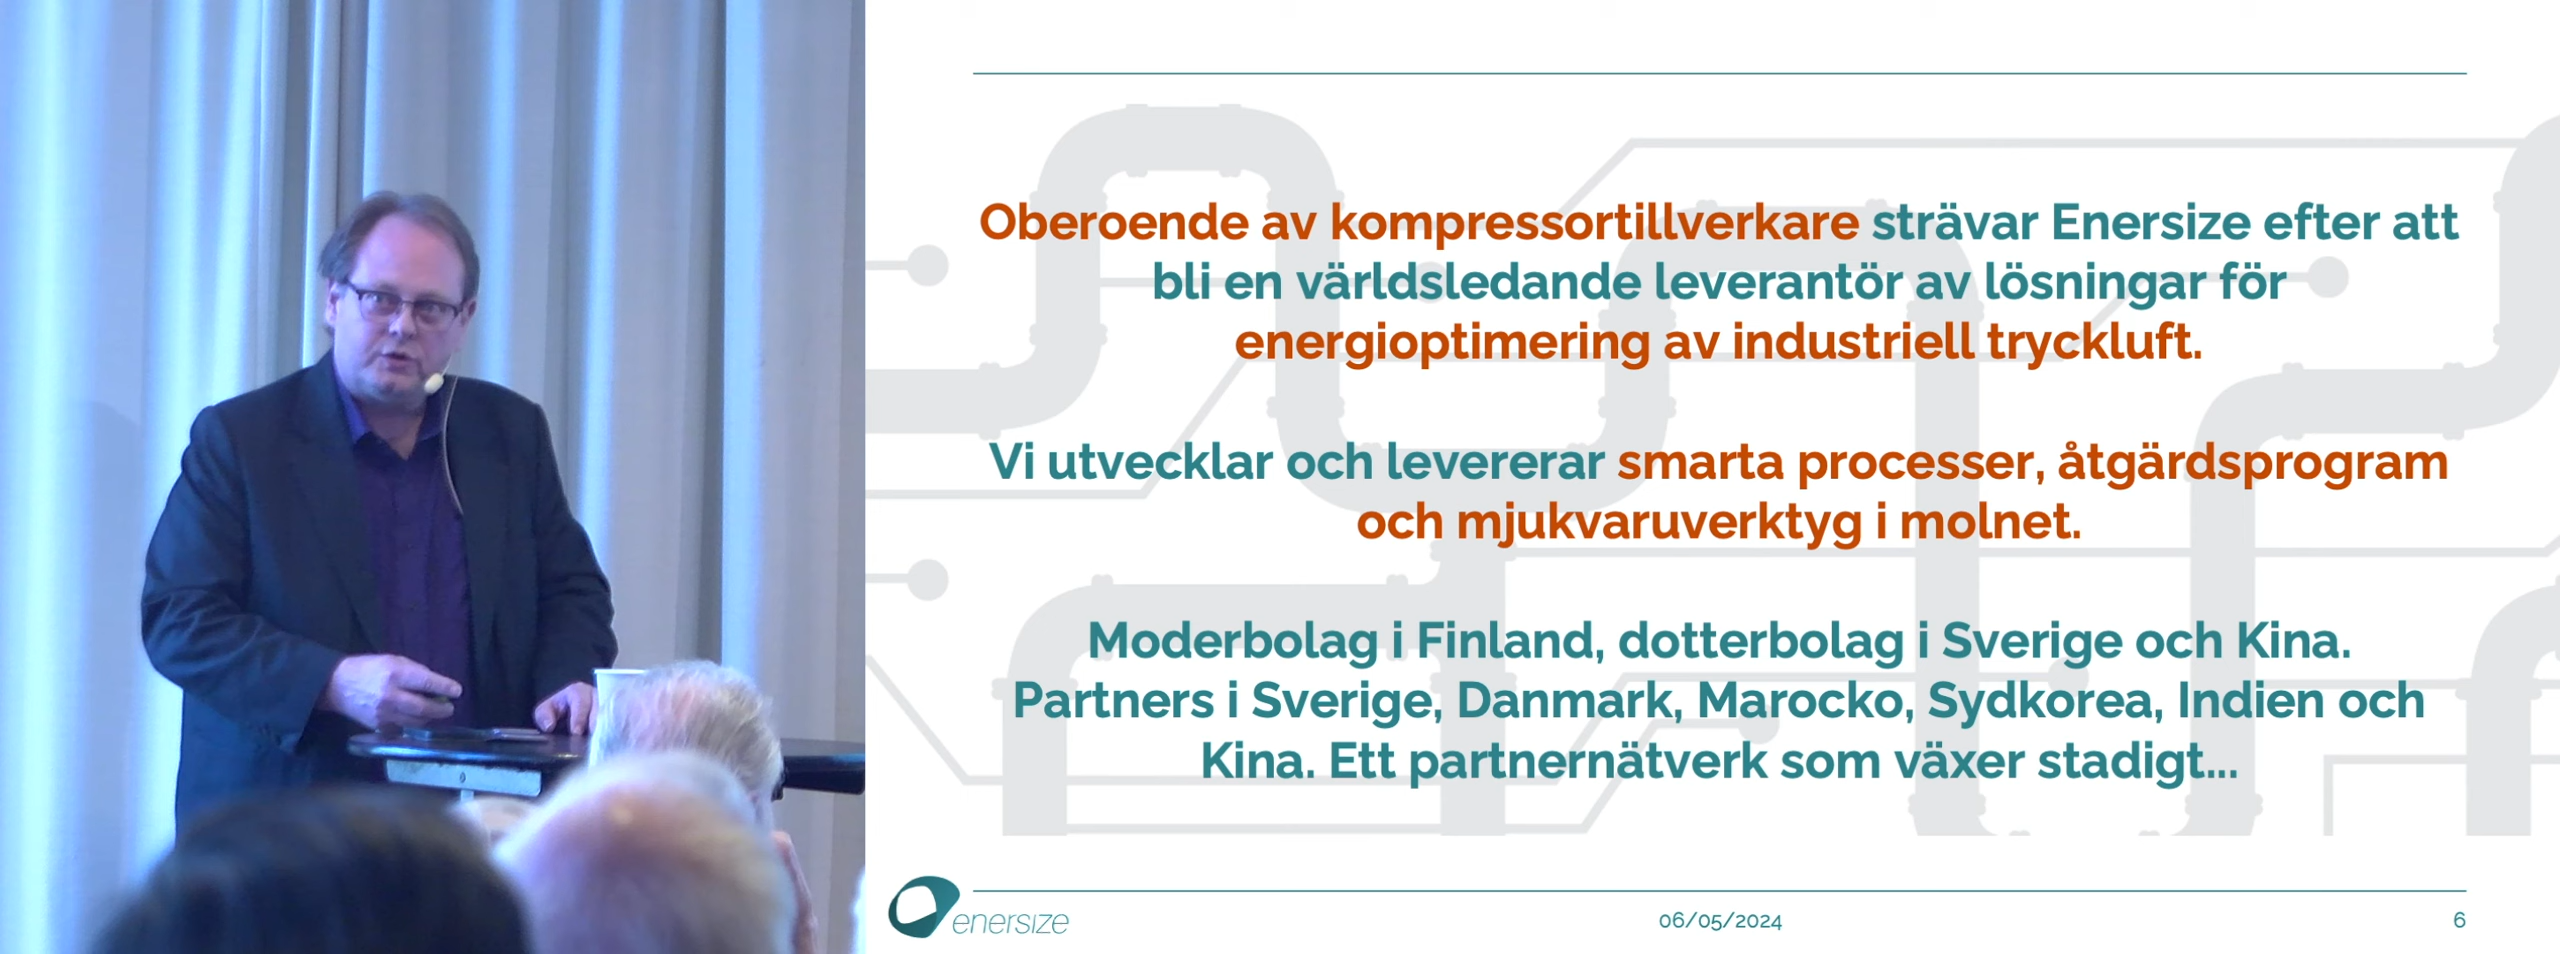 Oberoende av kompressortillverkare strävar Enersize efter att
bli en världsledande leverantör av lösningar för
energioptimering av industriell tryckluft.
Vi utvecklar och levererar smarta processer, åtgärdsprogram
och mjukvaruverktyg i molnet.
Moderbolag i Finland, dotterbolag i Sverige och Kina.
Partners i Sverige, Danmark, Marocko, Sydkorea, Indien och
Kina. Ett partnernätverk som växer stadigt...
enersize
06/05/2024
6